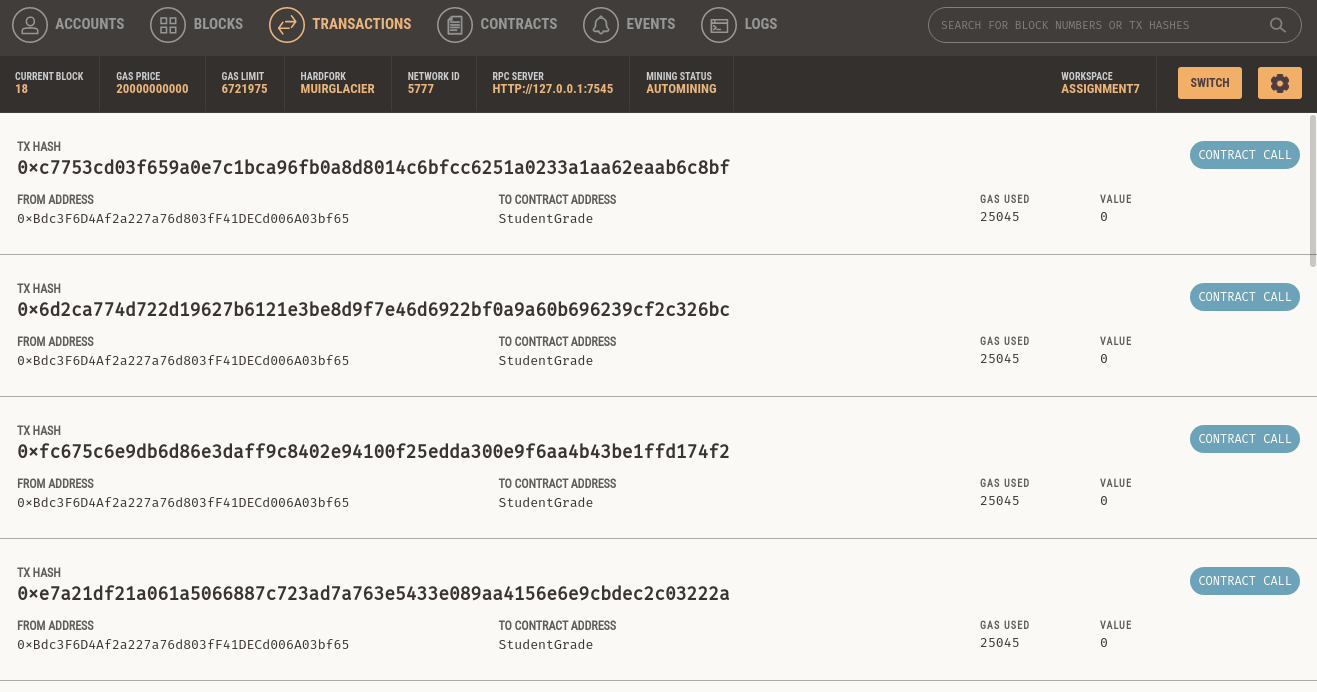 ACCOUNTS BLOCKS TRANSACTIONS CONTRACTS EVENTS LOGS SEARCH FOR BLOCK NUMBERS OR TX HASHES
CURRENT BLOCK GAS PRICE GAS LIMIT HARDFORK NETWORK ID RPC SERVER MINING STATUS WORKSPACE
18 20000000000 6721975 MUIRGLACIER 5777 HTTP://127.0.0.1:7545 AUTOMINING ASSIGNMENT7 SWITCH
TX HASH
0×c7753cd03f659a0e7c1bca96fb0a8d8014c6bfcc6251a0233a1aa62eaab6c8bf CONTRACT CALL
FROM ADDRESS TO CONTRACT ADDRESS GAS USED VALUE
0×Bdc3F6D4Af2a227a76d803fF41DECd006A03bf65 StudentGrade 25045 0
TX HASH
0×6d2ca774d722d19627b6121e3be8d9f7e46d6922bf0a9a60b696239cf2c326bc CONTRACT CALL
FROM ADDRESS TO CONTRACT ADDRESS GAS USED VALUE
0×Bdc3F6D4Af2a227a76d803fF41DECd006A03bf65 StudentGrade 25045 0
TX HASH
0×fc675c6e9db6d86e3daff9c8402e94100f25edda300e9f6aa4b43be1ffd174f2 CONTRACT CALL
FROM ADDRESS TO CONTRACT ADDRESS GAS USED VALUE
0×Bdc3F6D4Af2a227a76d803fF41DECd006A03bf65 StudentGrade 25045 0
TX HASH
0×e7a21df21a061a5066887c723ad7a763e5433e089aa4156e6e9cbdec2c03222a CONTRACT CALL
FROM ADDRESS TO CONTRACT ADDRESS GAS USED VALUE
0×Bdc3F6D4Af2a227a76d803fF41DECd006A03bf65 StudentGrade 25045 0